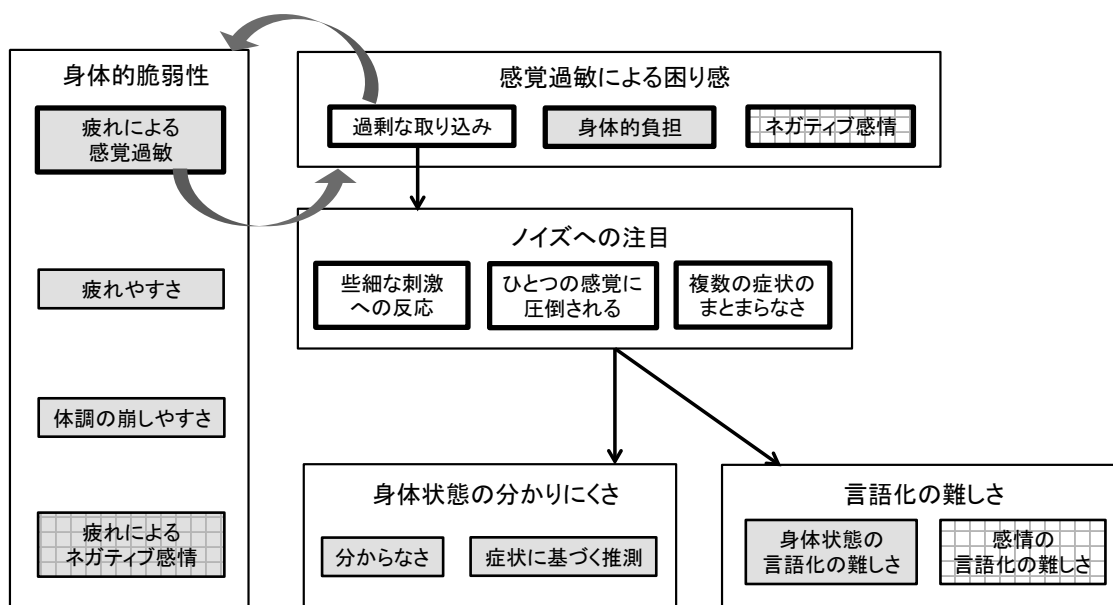 身体的脆弱性
疲れによる
感覚過敏
疲れやすさ
体調の崩しやすさ
疲れによる
ネガティブ感情
感覚過敏による困り感
過剰な取り込み
身体的負担
ネガティブ感情
ノイズへの注目
些細な刺激
への反応
ひとつの感覚に
圧倒される
複数の症状の
まとまらなさ
身体状態の分かりにくさ
分からなさ
症状に基づく推測
言語化の難しさ
身体状態の
言語化の難しさ
感情の
言語化の難しさ